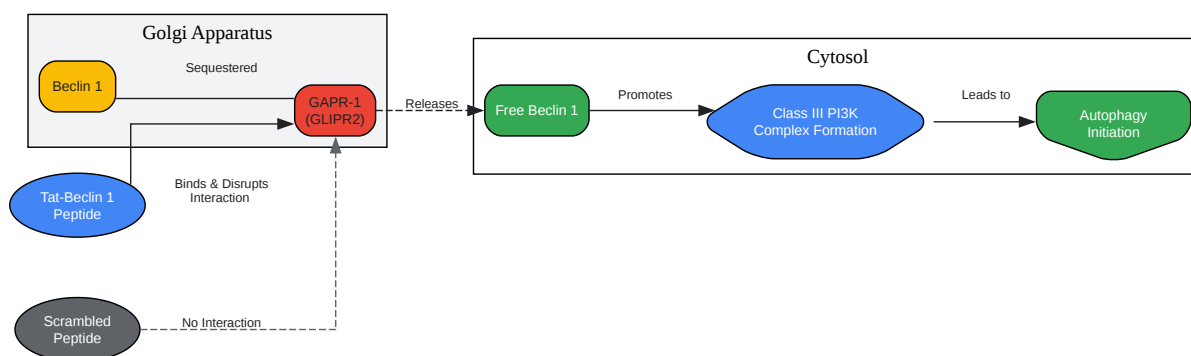 Golgi Apparatus
Sequestered
Beclin 1
GAPR-1
(GLIPR2)
Releases
Cytosol
Free Beclin 1
Promotes
Class III PI3K
Complex Formation
Leads to
Autophagy
Initiation
Tat-Beclin 1
Peptide
Binds & Disrupts
Interaction
Scrambled
Peptide
No Interaction